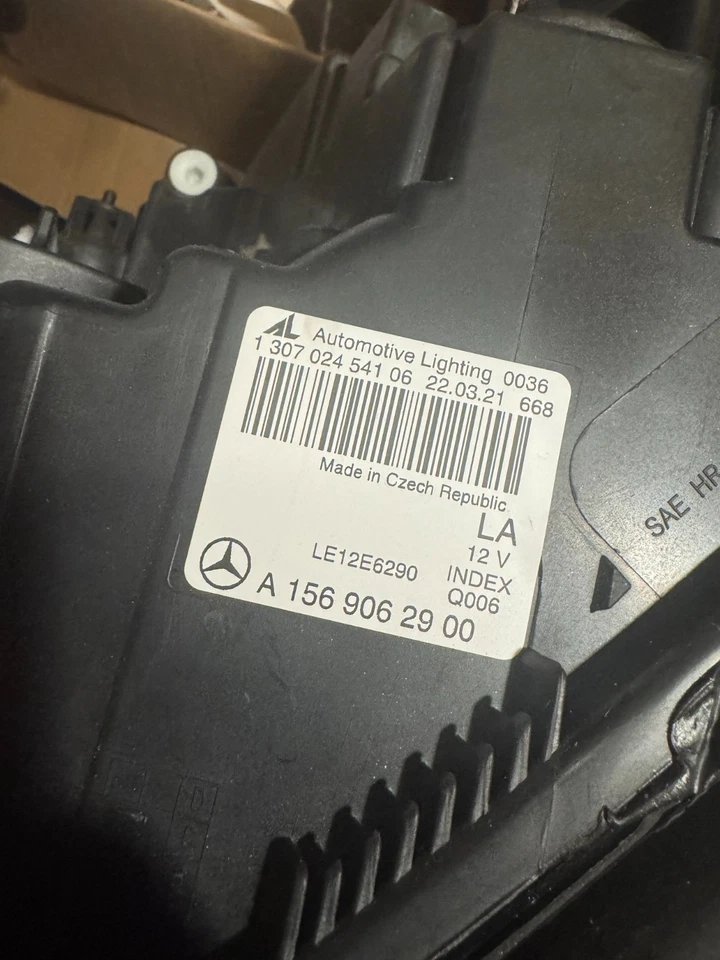 AL Automotive Lighting 0036
1 307 024 541 06 22.03.21 668
Made in Czech Republic
LA
12 V
LE12E6290 INDEX
Q006
A 156 906 29 00
SAE HR